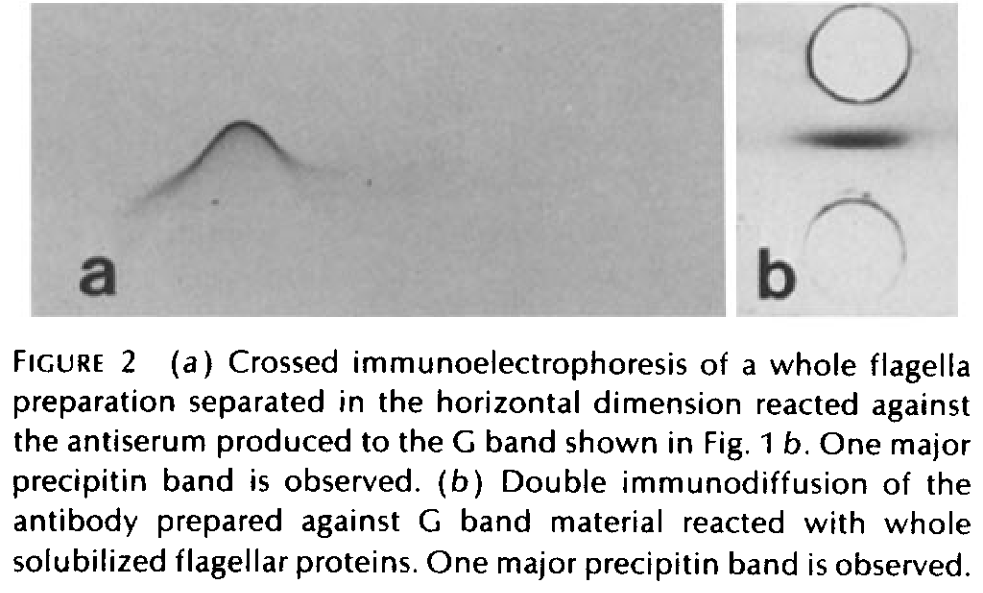 a
b
FIGURE 2 (a) Crossed immunoelectrophoresis of a whole flagella
preparation separated in the horizontal dimension reacted against
the antiserum produced to the G band shown in Fig. 1 b. One major
precipitin band is observed. (b) Double immunodiffusion of the
antibody prepared against G band material reacted with whole
solubilized flagellar proteins. One major precipitin band is observed.